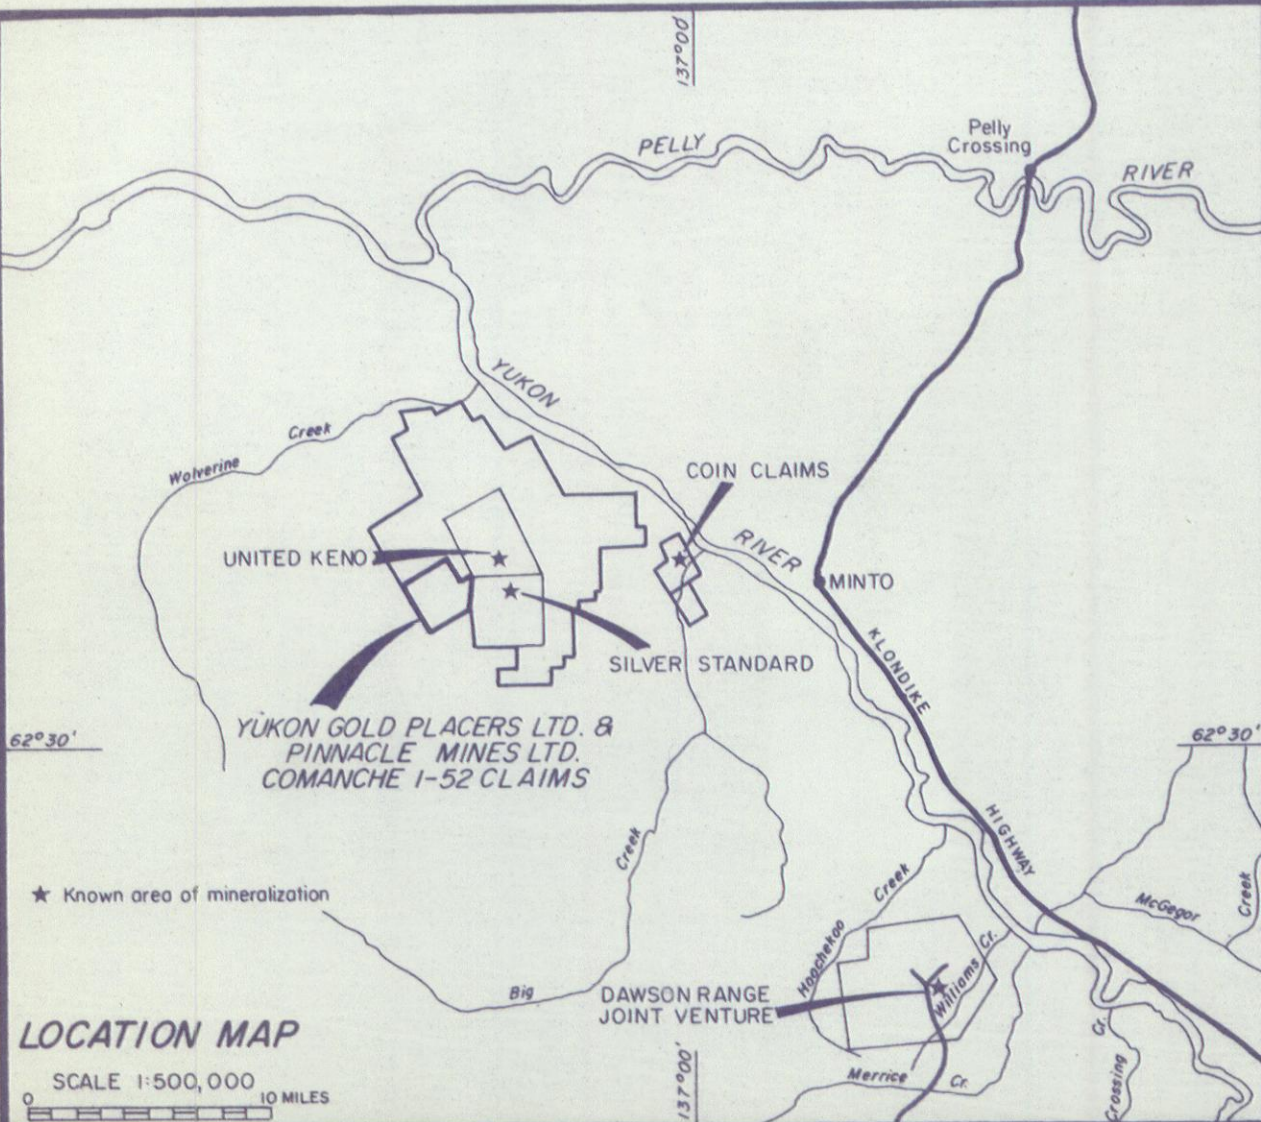 137°00'
PELLY
Pelly
Crossing
RIVER
YUKON
Creek
Wolverine
COIN CLAIMS
RIVER
UNITED KENO
MINTO
KLONDIKE
SILVER STANDARD
YUKON GOLD PLACERS LTD. &
PINNACLE MINES LTD.
COMANCHE 1-52 CLAIMS
62°30'
62°30'
HIGHWAY
Creek
Creek
★ Known area of mineralization
McGegor
Creek
Hoochekoo
Williams Cr.
Big
DAWSON RANGE
JOINT VENTURE
LOCATION MAP
Cr.
Crossing
Merrice Cr.
SCALE 1:500,000
0 10 MILES
137°00'